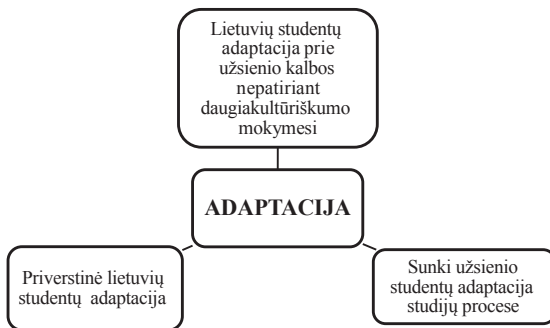 Lietuvių studentų
adaptacija prie
užsienio kalbos
nepatiriant
daugiakultūriškumo
mokymesi
ADAPTACIJA
Priverstinė lietuvių
studentų adaptacija
Sunki užsienio
studentų adaptacija
studijų procese